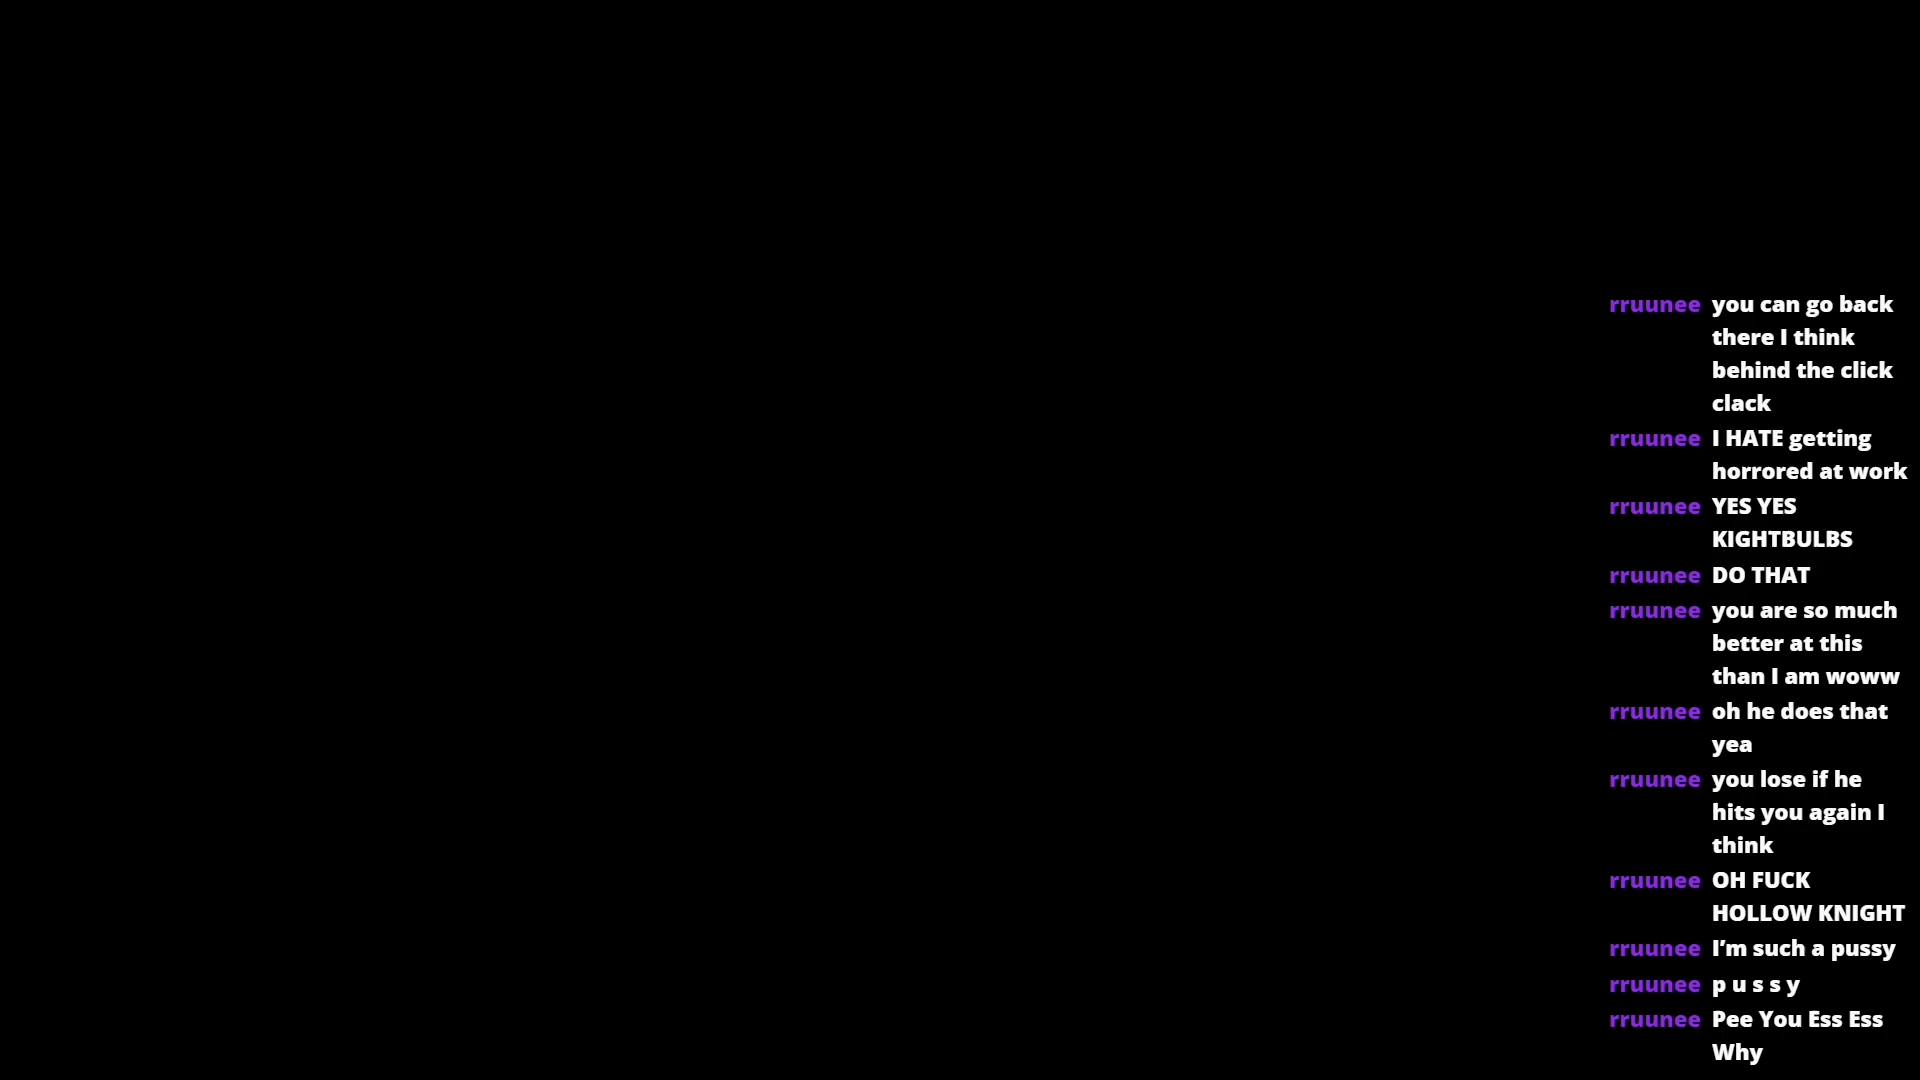 rruunee you can go back
there I think
behind the click
clack
rruunee I HATE getting
horrored at work
rruunee YES YES
KIGHTBULBS
rruunee DO THAT
rruunee you are so much
better at this
than I am woww
rruunee oh he does that
yea
rruunee you lose if he
hits you again I
think
rruunee OH FUCK
HOLLOW KNIGHT
rruunee I’m such a pussy
rruunee p u s s y
rruunee Pee You Ess Ess
Why